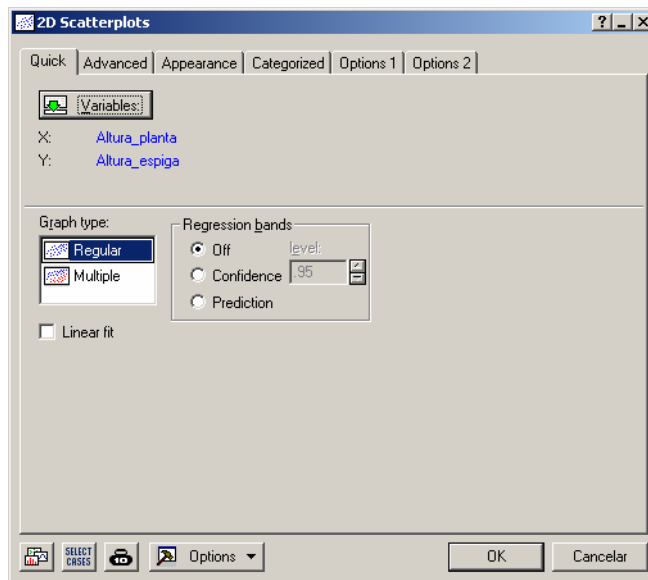 2D Scatterplots
Quick Advanced Appearance Categorized Options 1 Options 2
Variables:
X: Altura_planta
Y: Altura_espiga
Graph type:
Regular
Multiple
Linear fit
Regression bands
Off level:
Confidence .95
Prediction
SELECT CASES Options OK Cancelar